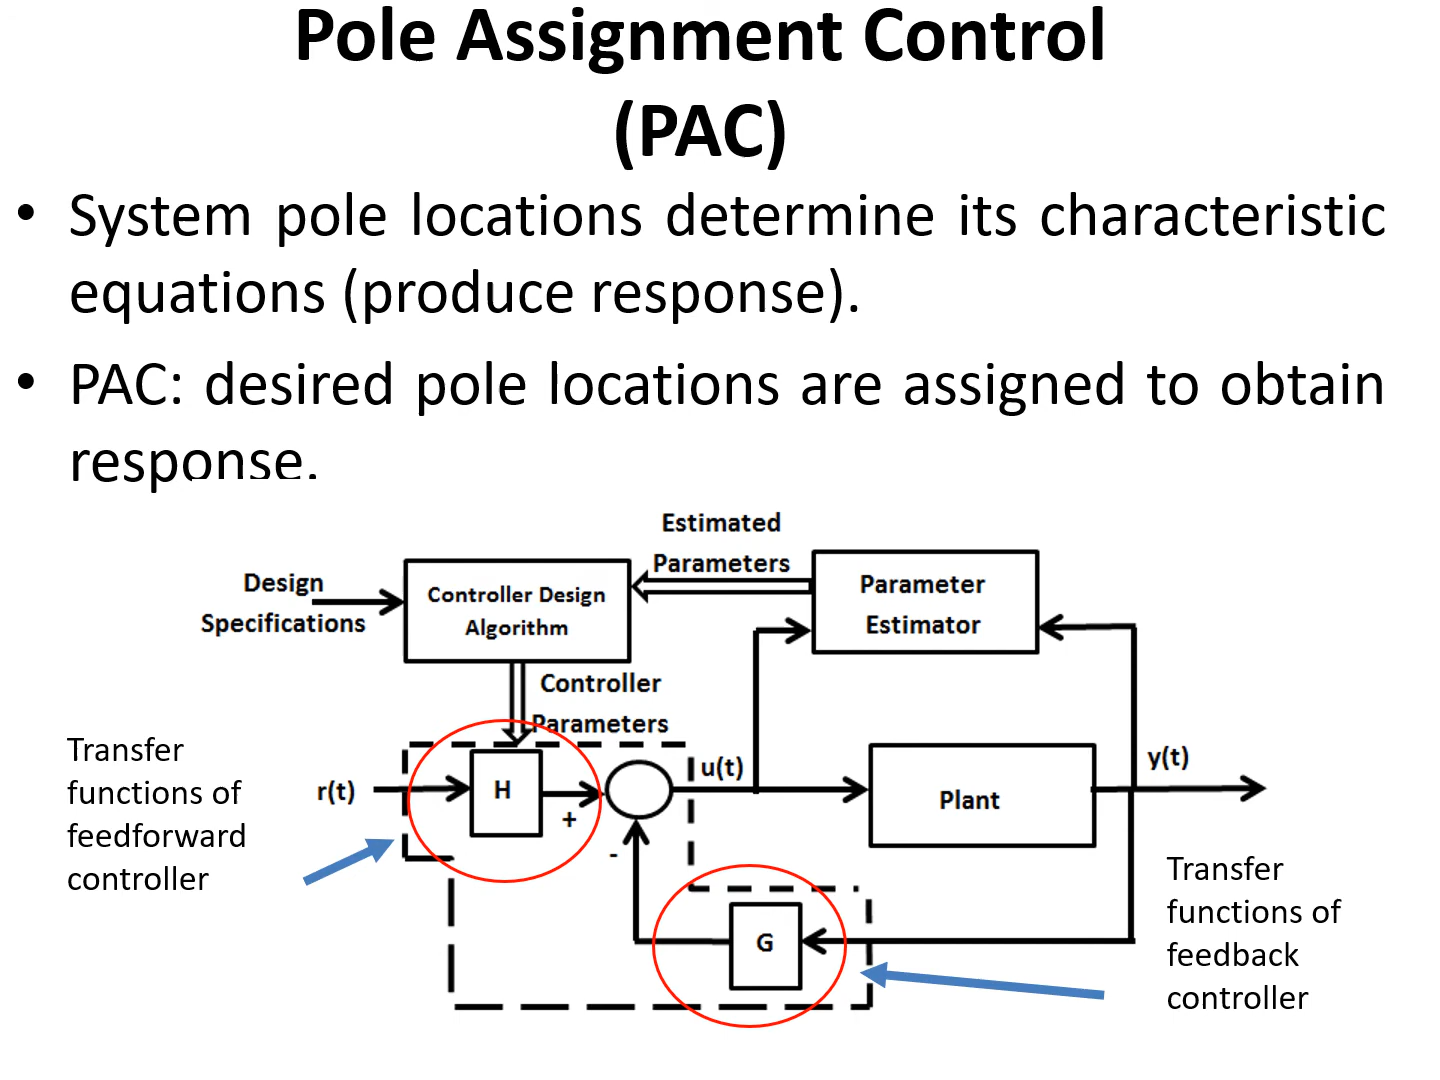 Pole Assignment Control
(PAC)
• System pole locations determine its characteristic
equations (produce response).
• PAC: desired pole locations are assigned to obtain
response.
Estimated
Parameters
Design
Specifications
Controller Design
Algorithm
Parameter
Estimator
Controller
Parameters
Transfer
functions of
feedforward
controller
r(t)
H
+
-
u(t)
Plant
y(t)
G
Transfer
functions of
feedback
controller